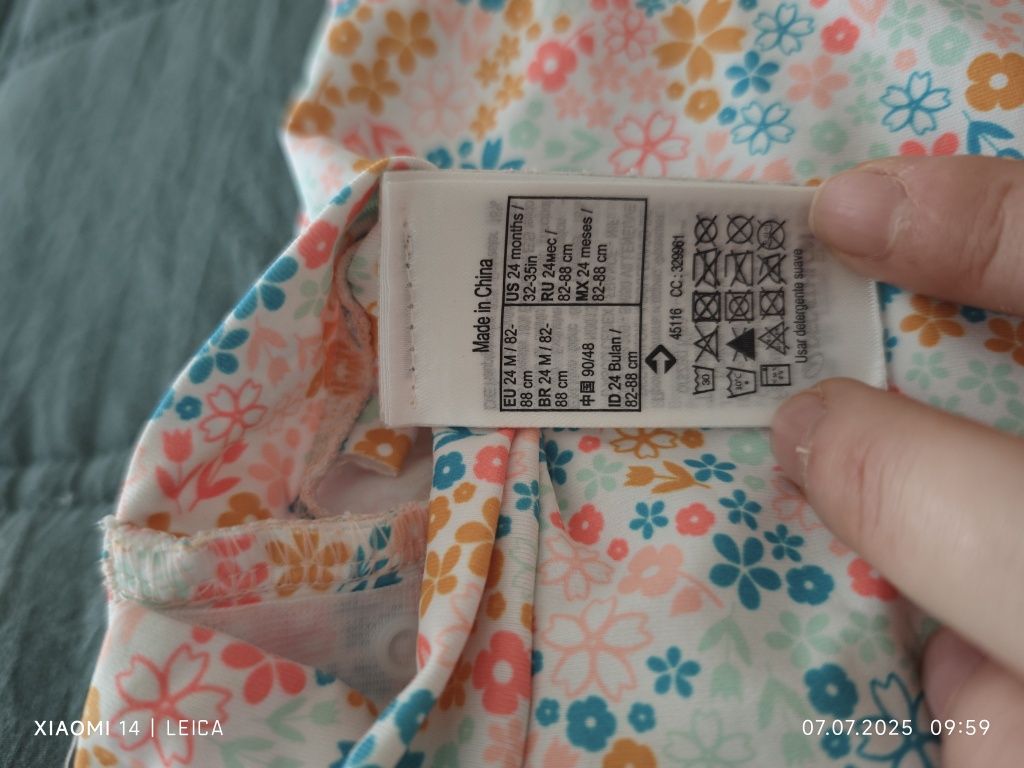 Made in China
US 24 months /
32-35in
RU 24мес /
82-88 cm
MX 24 meses /
82-88 cm
EU 24 M / 82-
88 cm
BR 24 M / 82-
88 cm
中国 90/48
ID 24 Bulan /
82-88 cm
45116 CC.: 329961
30
Usar detergente suave
XIAOMI 14 | LEICA
07.07.2025 09:59